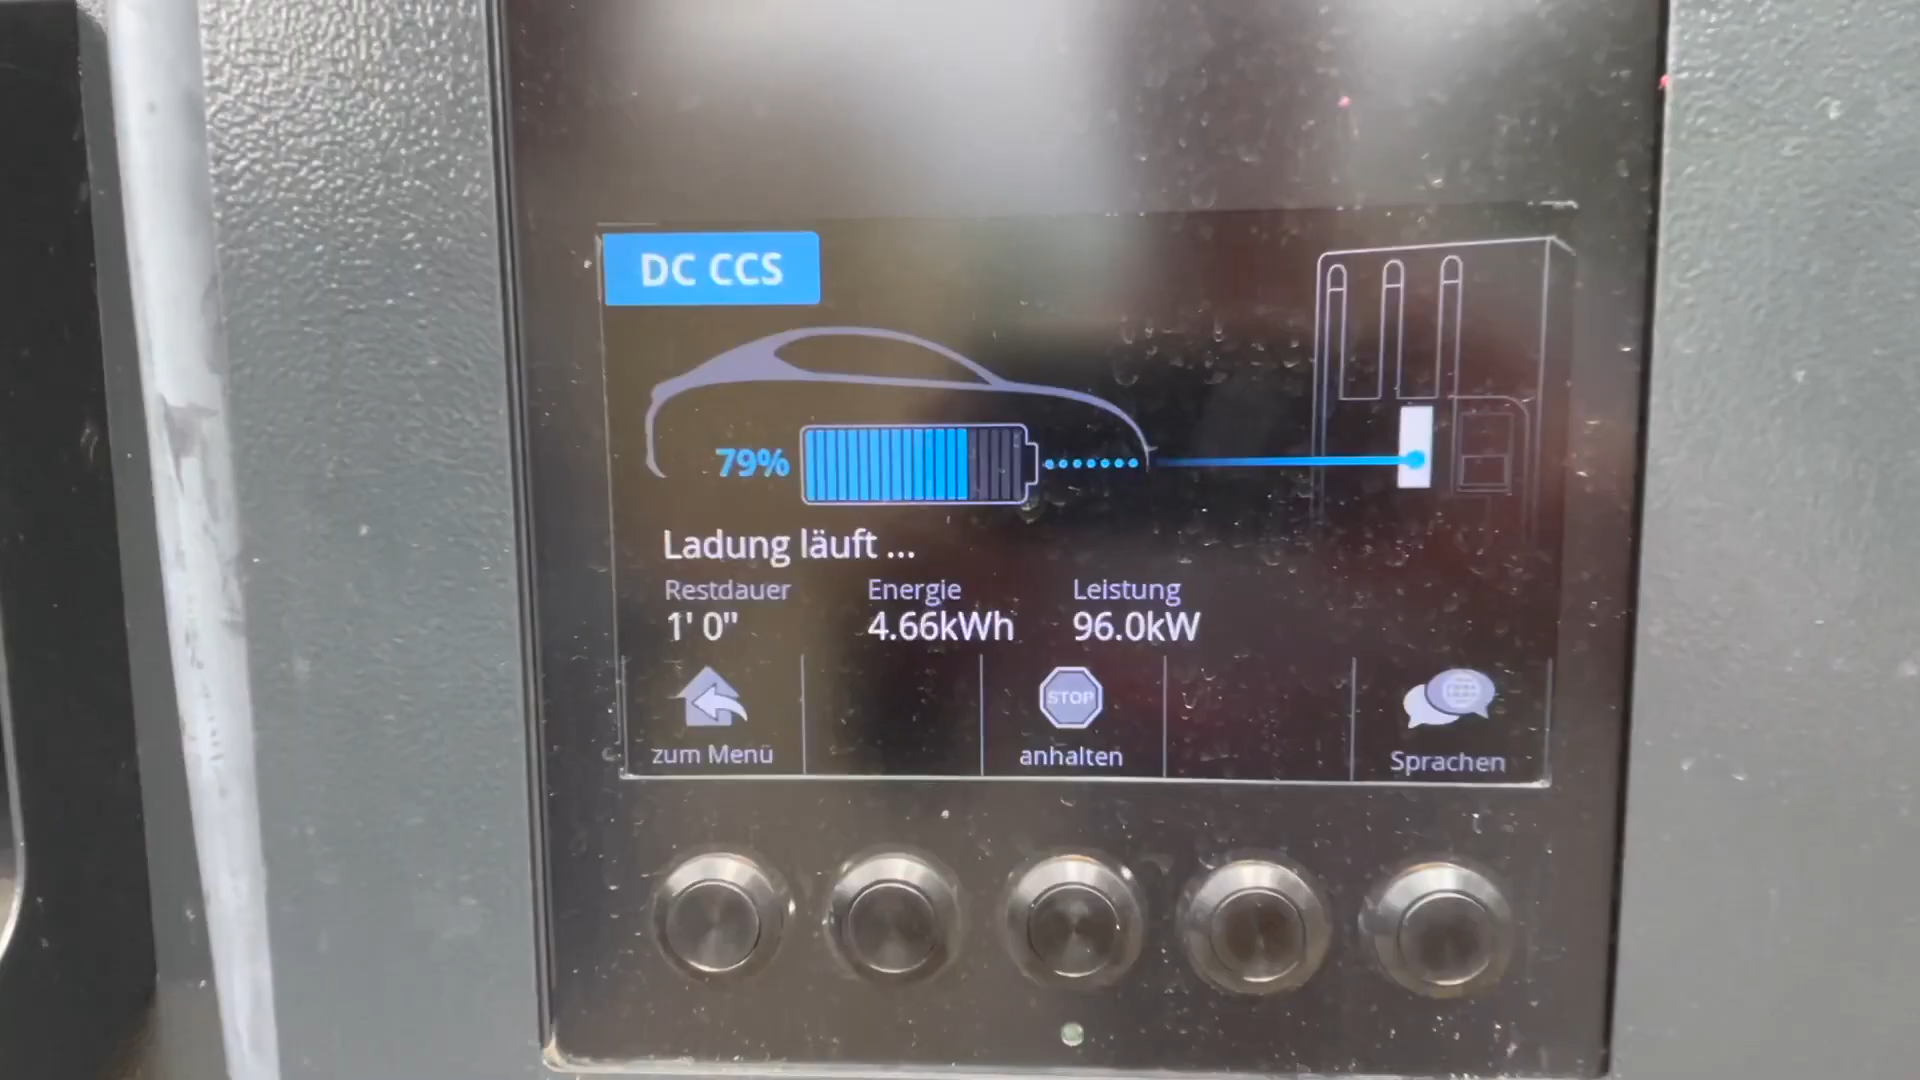 DC CCS
79%
Ladung läuft ...
Restdauer Energie Leistung
1' 0" 4.66kWh 96.0kW
STOP
zum Menü anhalten Sprachen